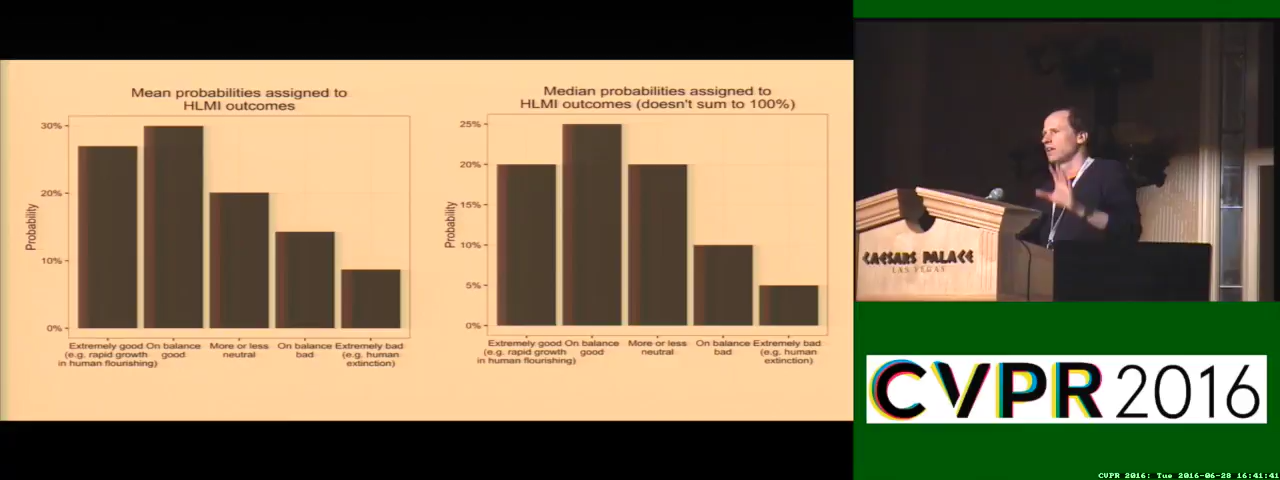 Mean probabilities assigned to
HLMI outcomes
30%
20%
10%
0%
Probability
Extremely good
(e.g. rapid growth
in human flourishing)
On balance
good
More or less
neutral
On balance
bad
Extremely bad
(e.g. human
extinction)
Median probabilities assigned to
HLMI outcomes (doesn't sum to 100%)
25%
20%
15%
10%
5%
0%
Probability
Extremely good
(e.g. rapid growth
in human flourishing)
On balance
good
More or less
neutral
On balance
bad
Extremely bad
(e.g. human
extinction)
CAESARS PALACE
LAS VEGAS
CVPR 2016
CVPR 2016: Tue 2016-06-28 16:41:41